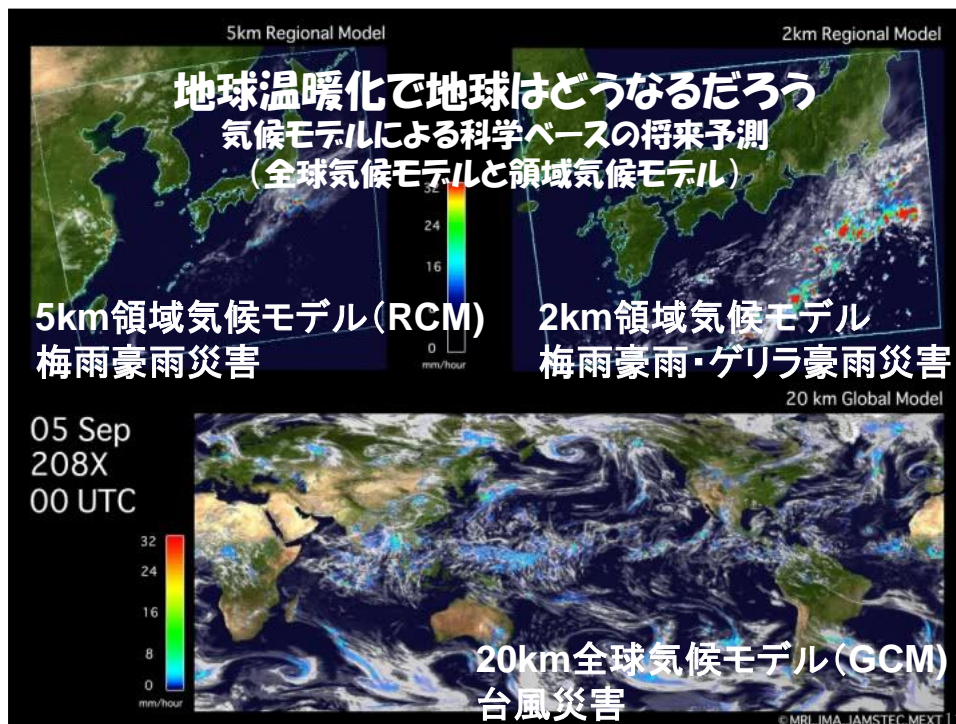 5km Regional Model
2km Regional Model
地球温暖化で地球はどうなるだろう
気候モデルによる科学ベースの将来予測
（全球気候モデルと領域気候モデル）
32
24
16
0
mm/hour
5km領域気候モデル（RCM）
梅雨豪雨災害
2km領域気候モデル
梅雨豪雨・ゲリラ豪雨災害
20 km Global Model
05 Sep
208X
00 UTC
32
24
16
8
0
mm/hour
20km全球気候モデル（GCM）
台風災害
©MRI, JMA, JAMSTEC, MEXT 1